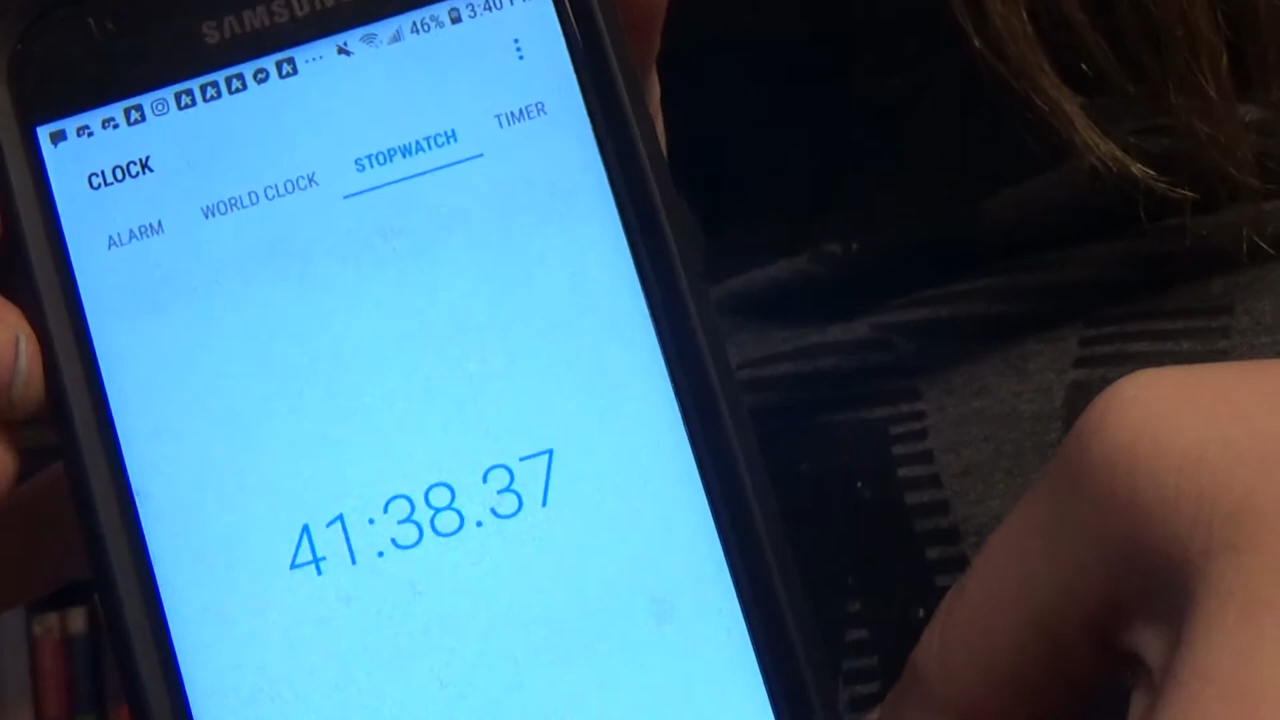 SAMSUNG
46% 3:40
CLOCK
ALARM WORLD CLOCK STOPWATCH TIMER
41:38.37